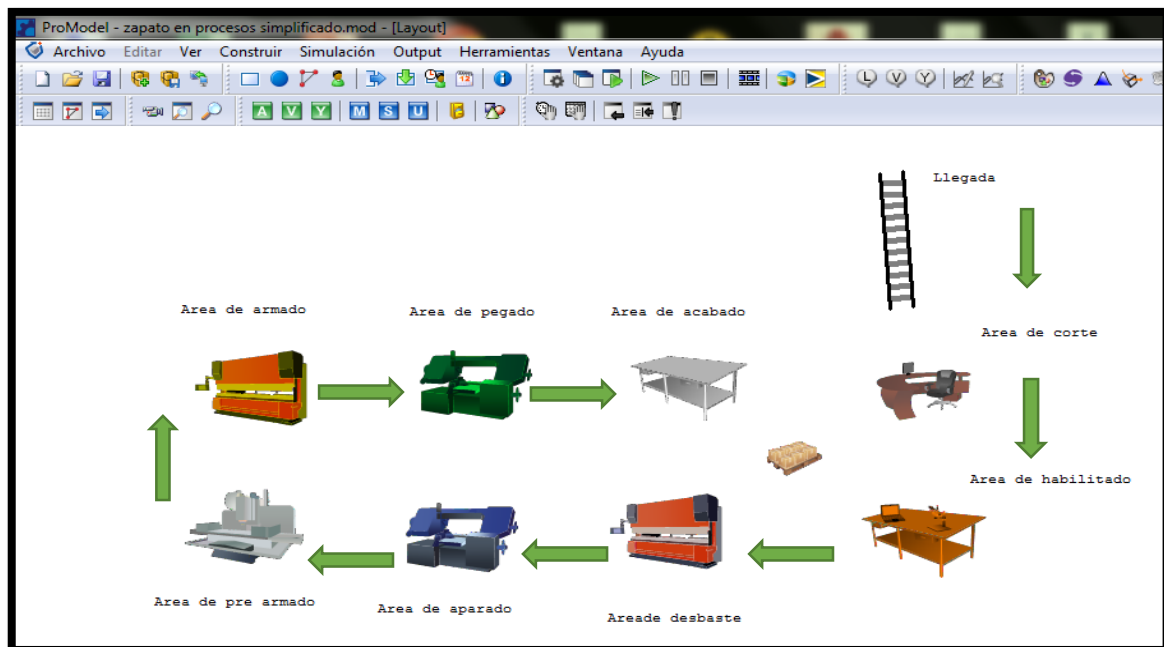 ProModel - zapato en procesos simplificado.mod - [Layout]
Archivo Editar Ver Construir Simulación Output Herramientas Ventana Ayuda
L V Y
A V Y M S U
Llegada
Area de armado
Area de pegado
Area de acabado
Area de corte
Area de habilitado
Area de pre armado
Area de aparado
Areade desbaste